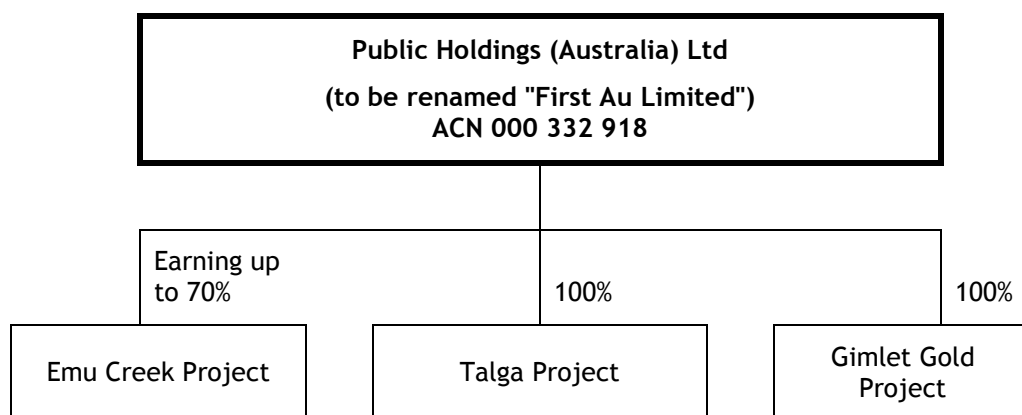 Public Holdings (Australia) Ltd
(to be renamed "First Au Limited")
ACN 000 332 918
Earning up
to 70%
100%
100%
Emu Creek Project
Talga Project
Gimlet Gold
Project